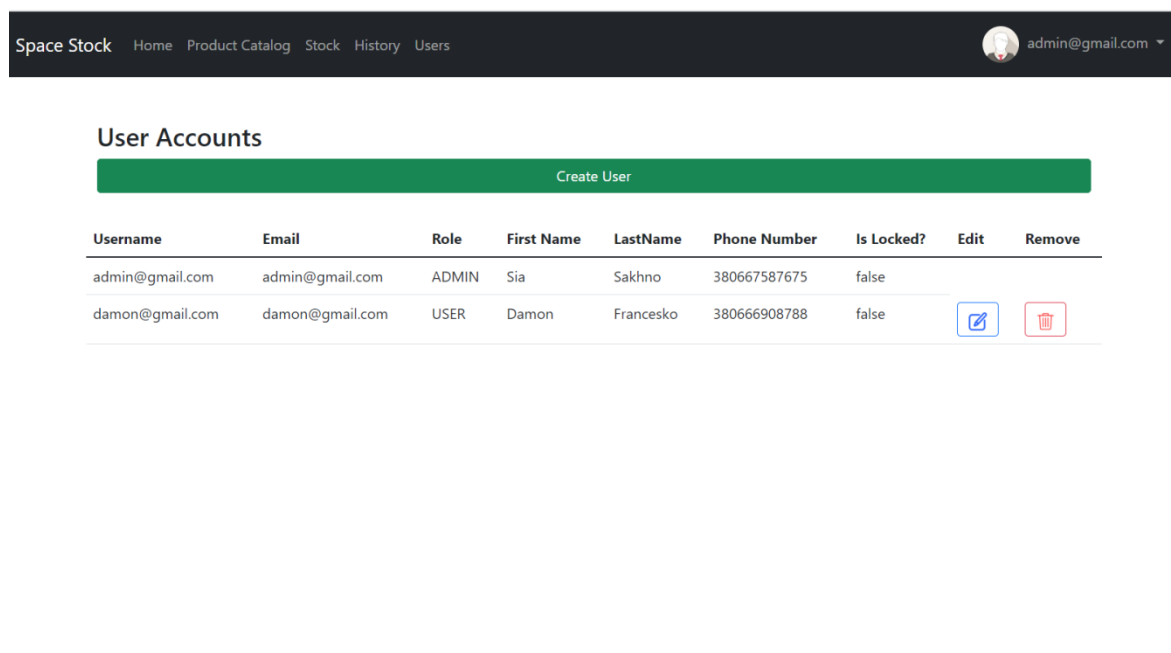 Space Stock Home Product Catalog Stock History Users admin@gmail.com
User Accounts
Create User
Username Email Role First Name LastName Phone Number Is Locked? Edit Remove
admin@gmail.com admin@gmail.com ADMIN Sia Sakhno 380667587675 false
damon@gmail.com damon@gmail.com USER Damon Francesko 380666908788 false